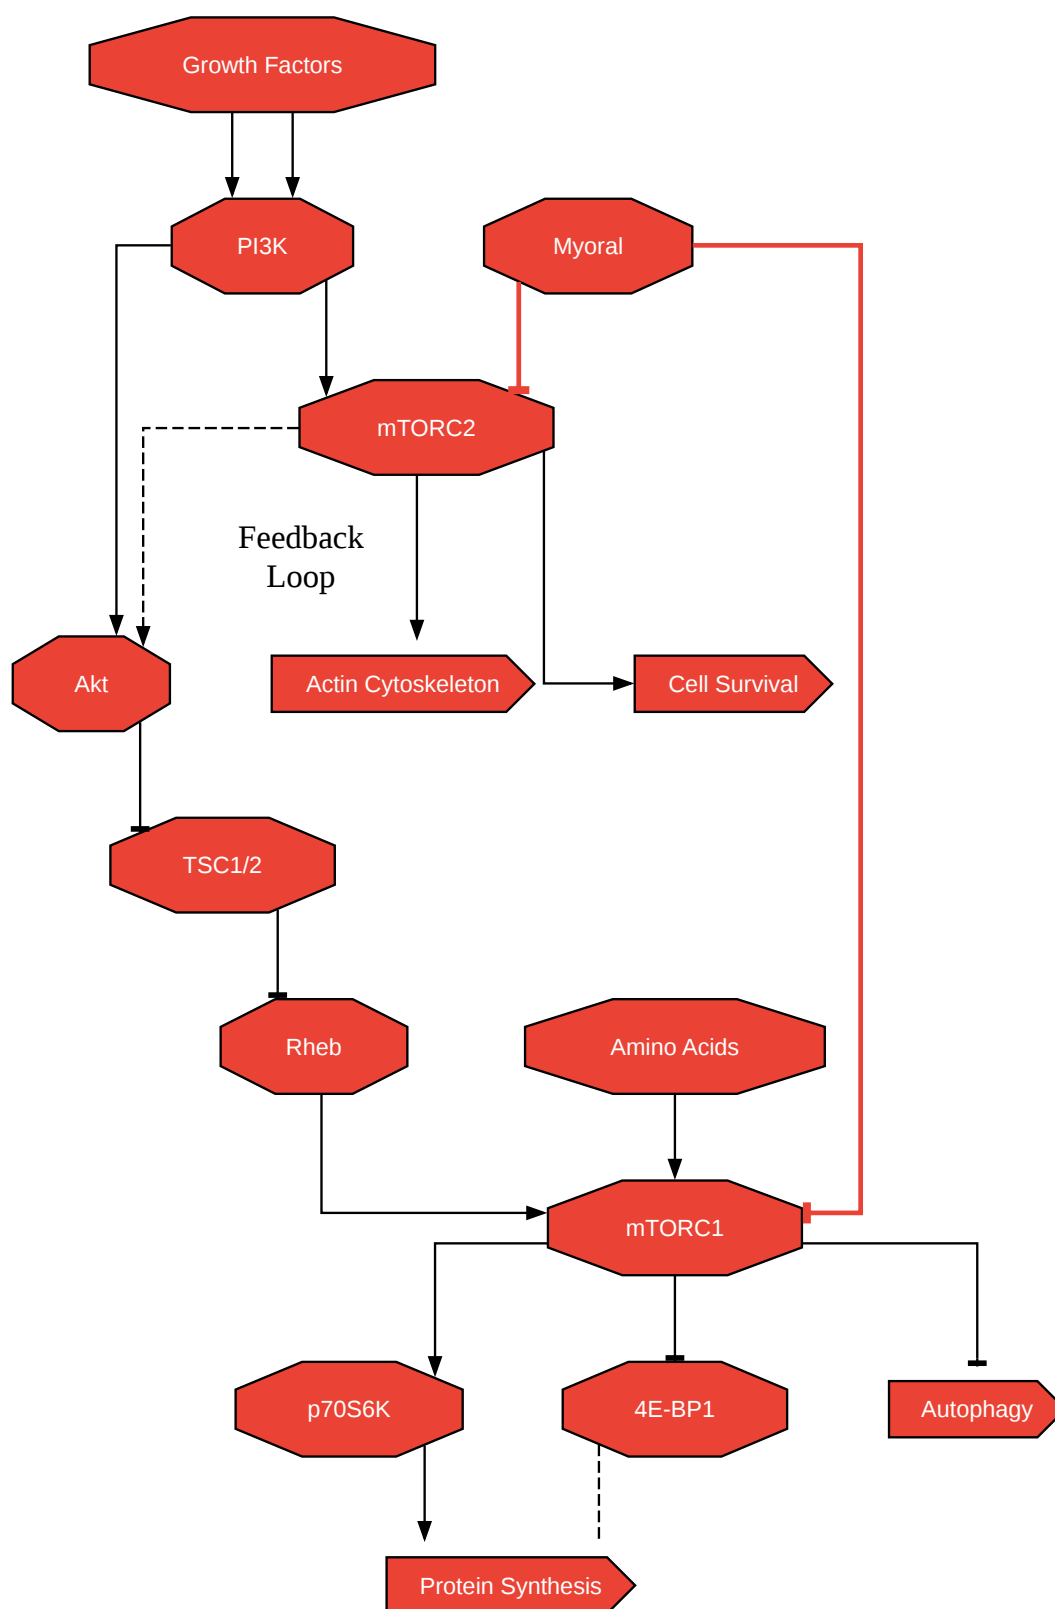 Growth Factors
PI3K
Myoral
mTORC2
Feedback
Loop
Akt
Actin Cytoskeleton
Cell Survival
TSC1/2
Rheb
Amino Acids
mTORC1
p70S6K
4E-BP1
Autophagy
Protein Synthesis